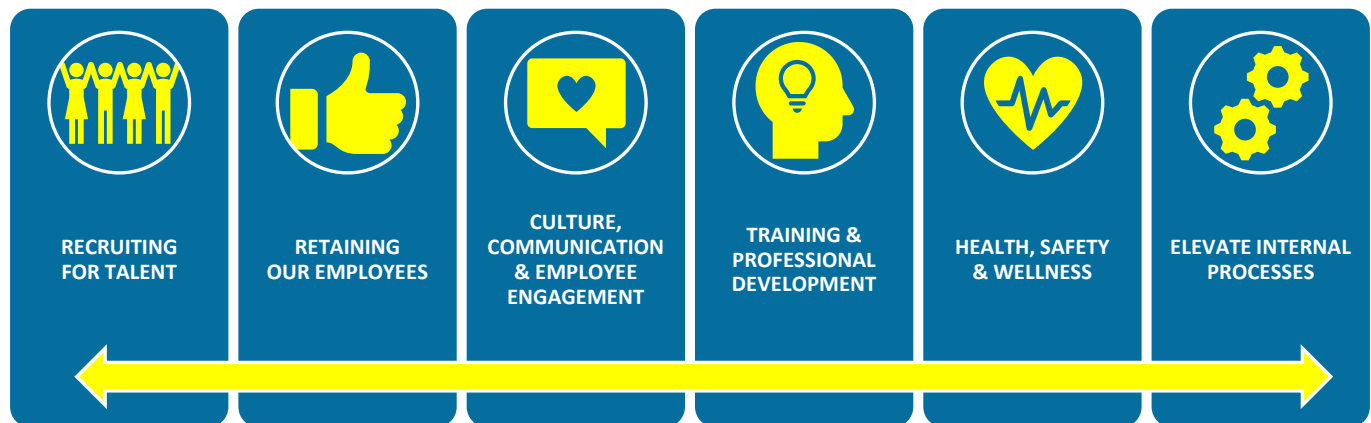 RECRUITING
FOR TALENT
RETAINING
OUR EMPLOYEES
CULTURE,
COMMUNICATION
& EMPLOYEE
ENGAGEMENT
TRAINING &
PROFESSIONAL
DEVELOPMENT
HEALTH, SAFETY
& WELLNESS
ELEVATE INTERNAL
PROCESSES